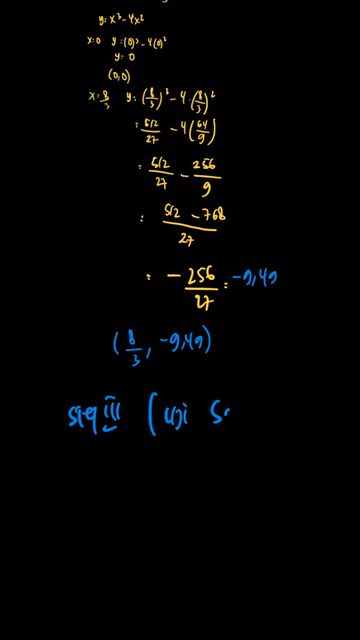 y = x³ - 4x²
x=0 y = (0)³ - 4(0)²
y = 0
(0,0)
x = 8/3 y = (8/3)³ - 4·(8/3)²
= 512/27 - 4(64/9)
= 512/27 - 256/9
= 512 - 768/27
= -256/27 = -9,49
(8/3, -9,49)
step iii (uji S